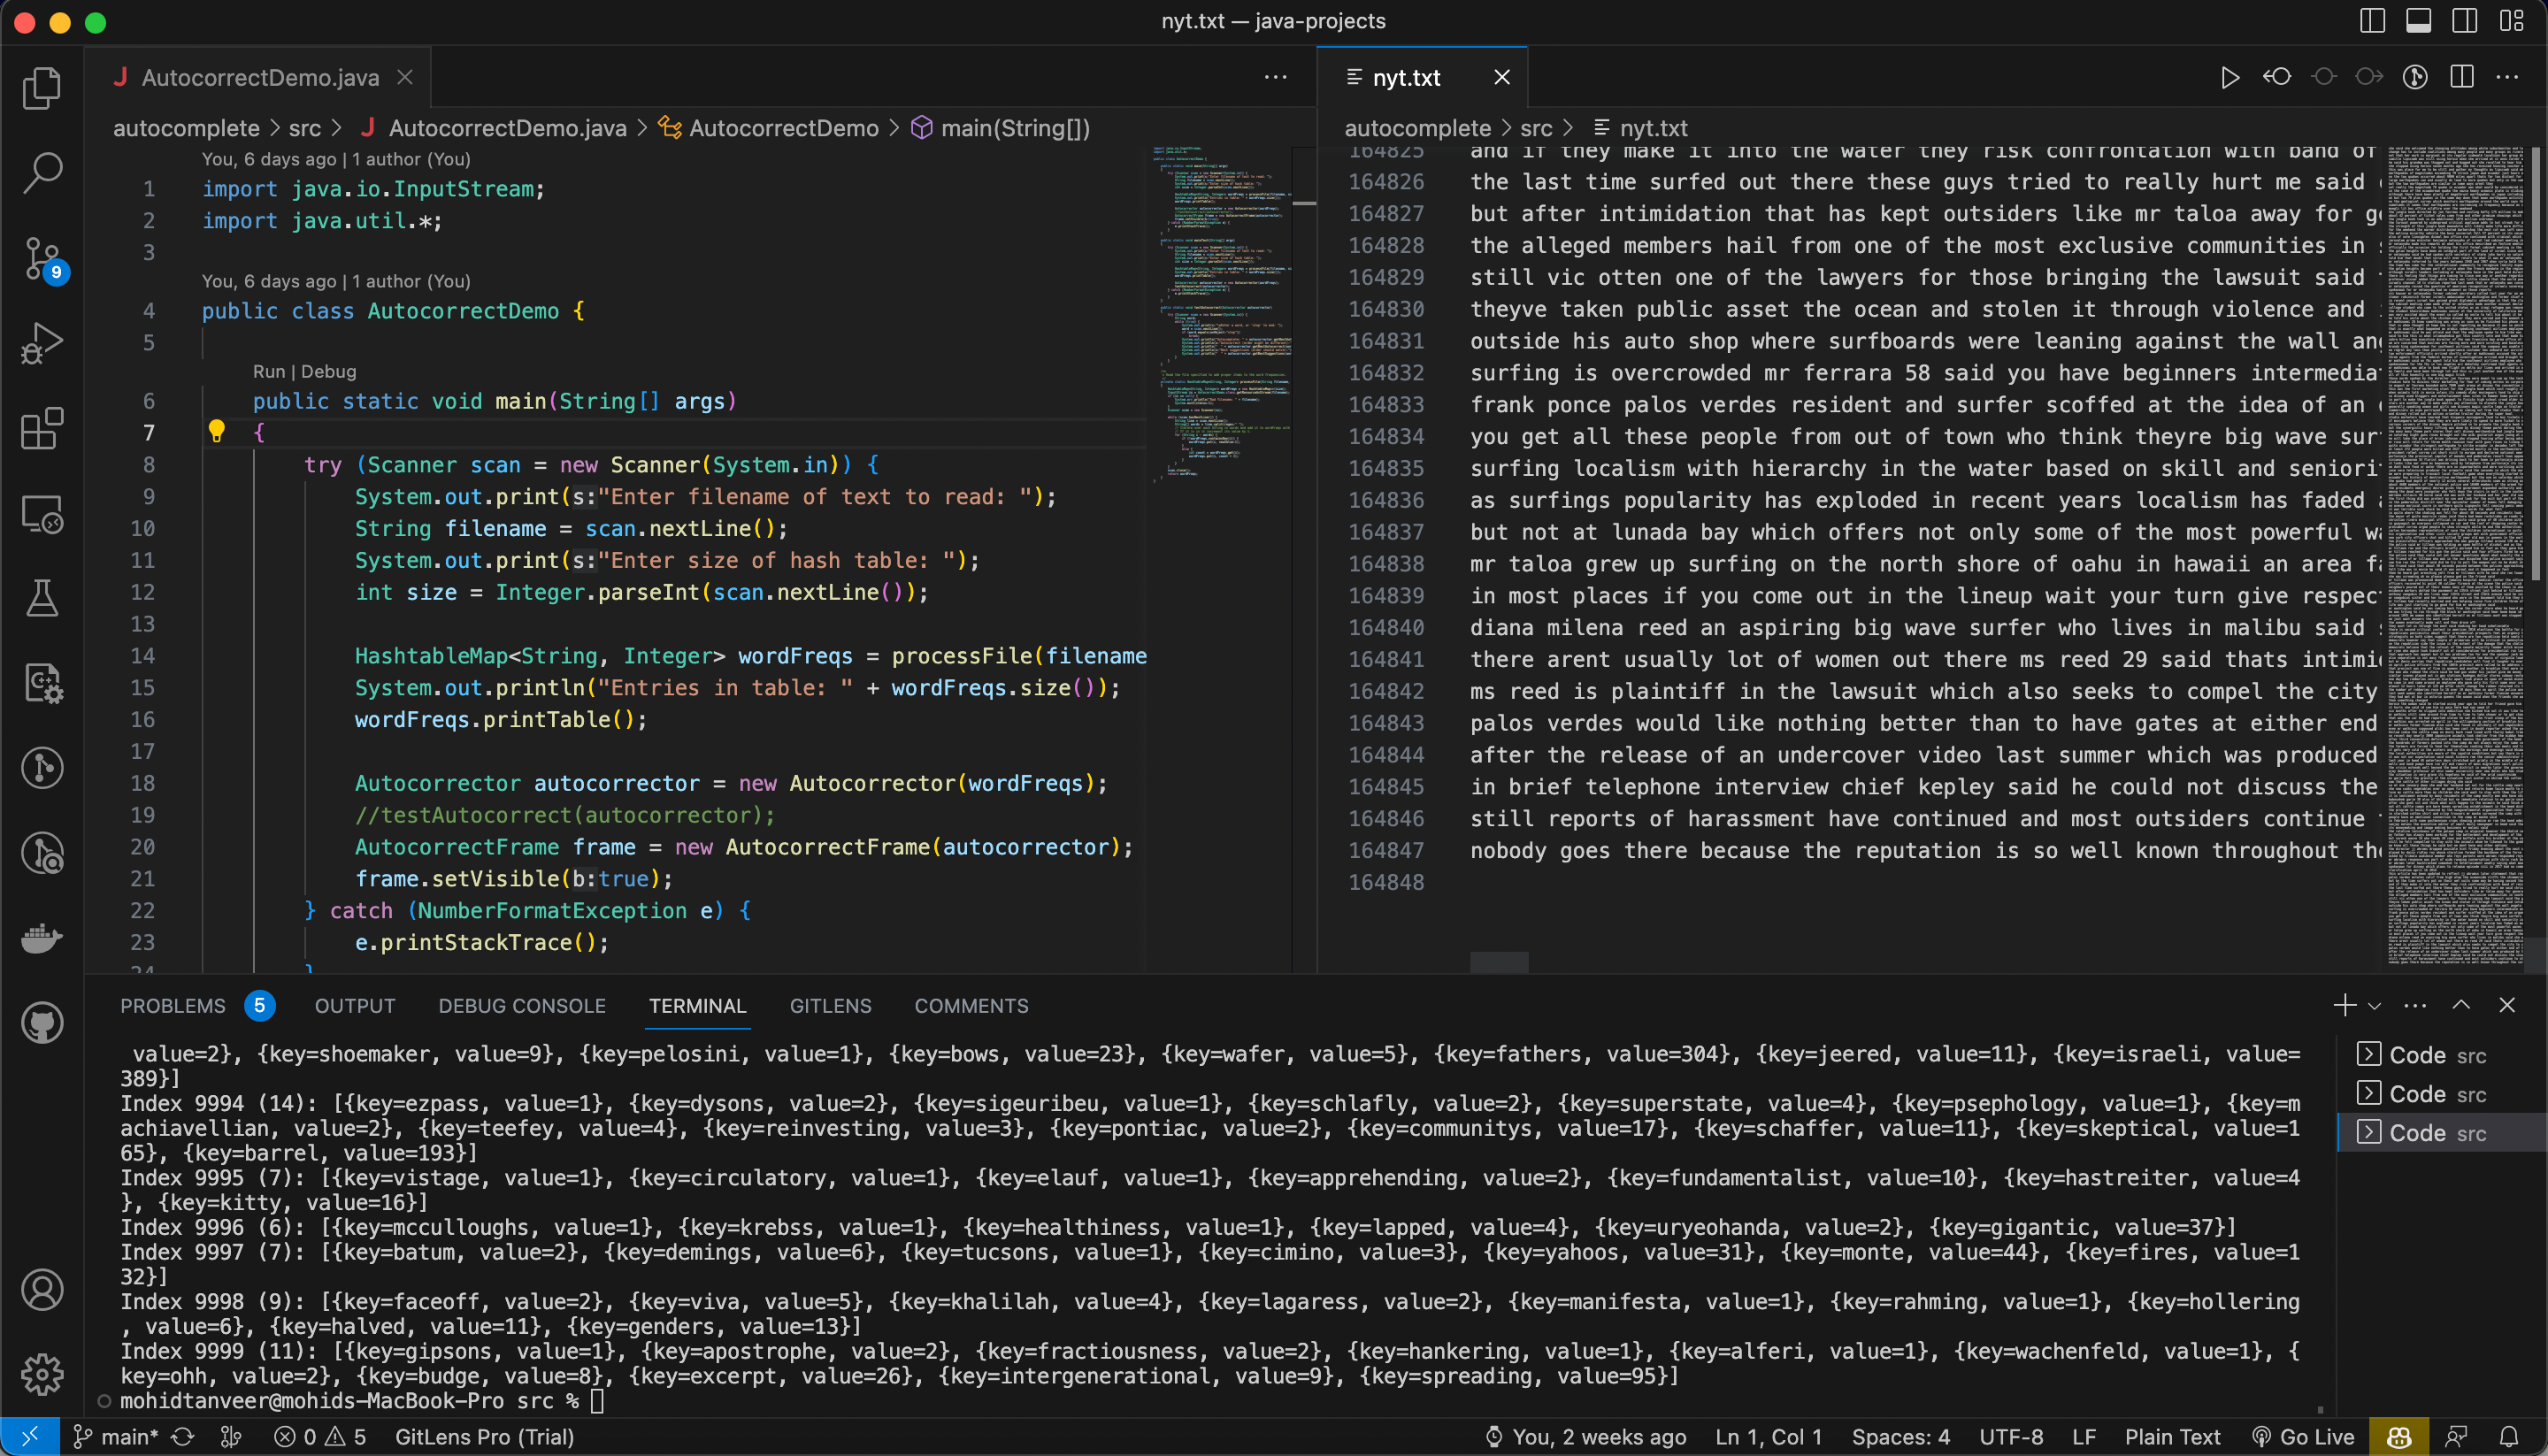 nyt.txt — java-projects
AutocorrectDemo.java
nyt.txt
autocomplete > src > J AutocorrectDemo.java > AutocorrectDemo > main(String[])
You, 6 days ago | 1 author (You)
1 import java.io.InputStream;
2 import java.util.*;
3
You, 6 days ago | 1 author (You)
4 public class AutocorrectDemo {
5
Run | Debug
6 public static void main(String[] args)
7 {
8 try (Scanner scan = new Scanner(System.in)) {
9 System.out.print(s:"Enter filename of text to read: ");
10 String filename = scan.nextLine();
11 System.out.print(s:"Enter size of hash table: ");
12 int size = Integer.parseInt(scan.nextLine());
13
14 HashtableMap<String, Integer> wordFreqs = processFile(filename
15 System.out.println("Entries in table: " + wordFreqs.size());
16 wordFreqs.printTable();
17
18 Autocorrector autocorrector = new Autocorrector(wordFreqs);
19 //testAutocorrect(autocorrector);
20 AutocorrectFrame frame = new AutocorrectFrame(autocorrector);
21 frame.setVisible(b:true);
22 } catch (NumberFormatException e) {
23 e.printStackTrace();
24 }
autocomplete > src > nyt.txt
164825 and if they make it into the water they risk confrontation with band of
164826 the last time surfed out there these guys tried to really hurt me said
164827 but after intimidation that has kept outsiders like mr taloa away for
164828 the alleged members hail from one of the most exclusive communities in
164829 still vic otten one of the lawyers for those bringing the lawsuit said
164830 theyve taken public asset the ocean and stolen it through violence and
164831 outside his auto shop where surfboards were leaning against the wall
164832 surfing is overcrowded mr ferrara 58 said you have beginners
164833 frank ponce palos verdes resident and surfer scoffed at the idea of an
164834 you get all these people from out of town who think theyre big wave
164835 surfing localism with hierarchy in the water based on skill and
164836 as surfings popularity has exploded in recent years localism has faded
164837 but not at lunada bay which offers not only some of the most powerful
164838 mr taloa grew up surfing on the north shore of oahu in hawaii an area
164839 in most places if you come out in the lineup wait your turn give respec
164840 diana milena reed an aspiring big wave surfer who lives in malibu said
164841 there arent usually lot of women out there ms reed 29 said thats
164842 ms reed is plaintiff in the lawsuit which also seeks to compel the city
164843 palos verdes would like nothing better than to have gates at either end
164844 after the release of an undercover video last summer which was produced
164845 in brief telephone interview chief kepley said he could not discuss the
164846 still reports of harassment have continued and most outsiders continue
164847 nobody goes there because the reputation is so well known throughout
164848
9
PROBLEMS 5 OUTPUT DEBUG CONSOLE TERMINAL GITLENS COMMENTS
value=2}, {key=shoemaker, value=9}, {key=pelosini, value=1}, {key=bows, value=23}, {key=wafer, value=5}, {key=fathers, value=304}, {key=jeered, value=11}, {key=israeli, value=
389}]
Index 9994 (14): [{key=ezpass, value=1}, {key=dysons, value=2}, {key=sigeuribeu, value=1}, {key=schlafly, value=2}, {key=superstate, value=4}, {key=psephology, value=1}, {key=m
achiavellian, value=2}, {key=teefey, value=4}, {key=reinvesting, value=3}, {key=pontiac, value=2}, {key=communitys, value=17}, {key=schaffer, value=11}, {key=skeptical, value=1
65}, {key=barrel, value=193}]
Index 9995 (7): [{key=vistage, value=1}, {key=circulatory, value=1}, {key=elauf, value=1}, {key=apprehending, value=2}, {key=fundamentalist, value=10}, {key=hastreiter, value=4
}, {key=kitty, value=16}]
Index 9996 (6): [{key=mcculloughs, value=1}, {key=krebss, value=1}, {key=healthiness, value=1}, {key=lapped, value=4}, {key=uryeohanda, value=2}, {key=gigantic, value=37}]
Index 9997 (7): [{key=batum, value=2}, {key=demings, value=6}, {key=tucsons, value=1}, {key=cimino, value=3}, {key=yahoos, value=31}, {key=monte, value=44}, {key=fires, value=1
32}]
Index 9998 (9): [{key=faceoff, value=2}, {key=viva, value=5}, {key=khalilah, value=4}, {key=lagaress, value=2}, {key=manifesta, value=1}, {key=rahming, value=1}, {key=hollering
, value=6}, {key=halved, value=11}, {key=genders, value=13}]
Index 9999 (11): [{key=gipsons, value=1}, {key=apostrophe, value=2}, {key=fractiousness, value=2}, {key=hankering, value=1}, {key=alferi, value=1}, {key=wachenfeld, value=1}, {
key=ohh, value=2}, {key=budge, value=8}, {key=excerpt, value=26}, {key=intergenerational, value=9}, {key=spreading, value=95}]
mohidtanveer@mohids-MacBook-Pro src %
Code src
Code src
Code src
main* 0 5 GitLens Pro (Trial) You, 2 weeks ago Ln 1, Col 1 Spaces: 4 UTF-8 LF Plain Text Go Live